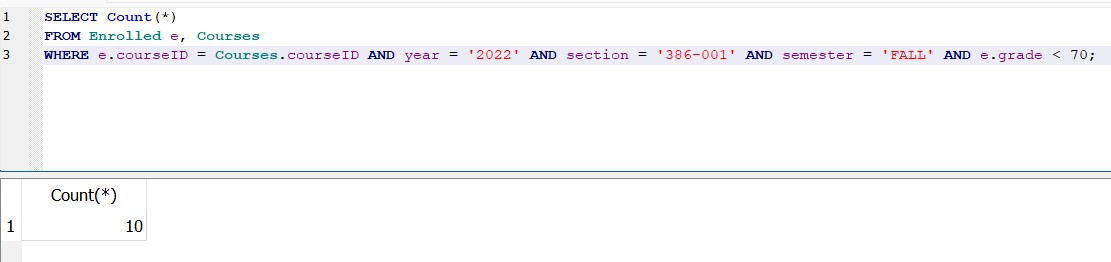 1 SELECT Count(*)
2 FROM Enrolled e, Courses
3 WHERE e.courseID = Courses.courseID AND year = '2022' AND section = '386-001' AND semester = 'FALL' AND e.grade < 70;
Count(*)
1 10